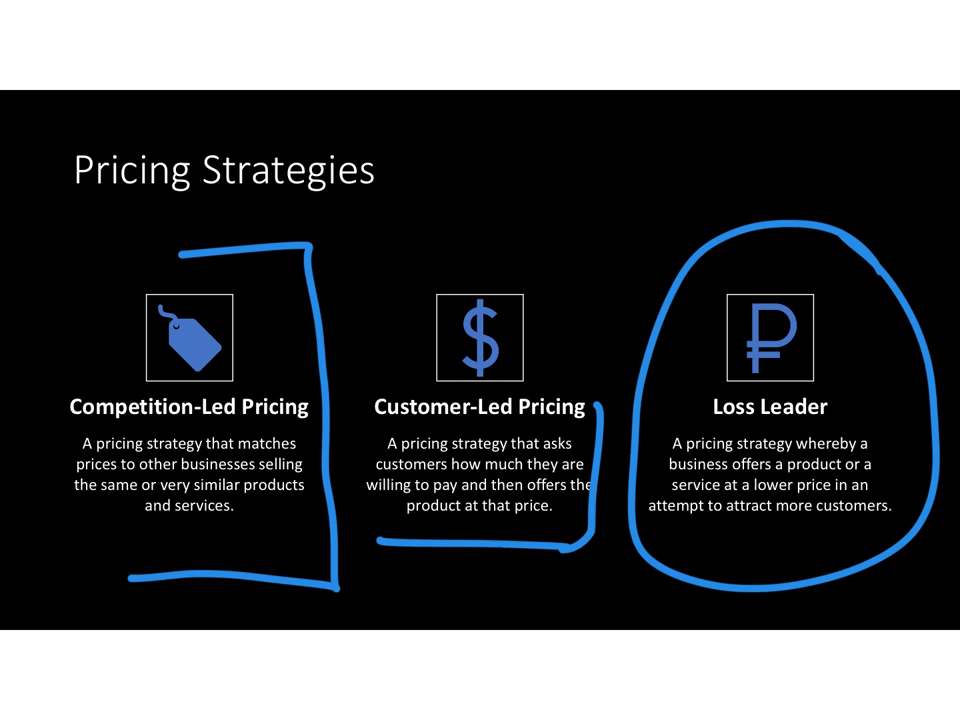 Pricing Strategies
Competition-Led Pricing
A pricing strategy that matches
prices to other businesses selling
the same or very similar products
and services.
Customer-Led Pricing
A pricing strategy that asks
customers how much they are
willing to pay and then offers the
product at that price.
Loss Leader
A pricing strategy whereby a
business offers a product or a
service at a lower price in an
attempt to attract more customers.